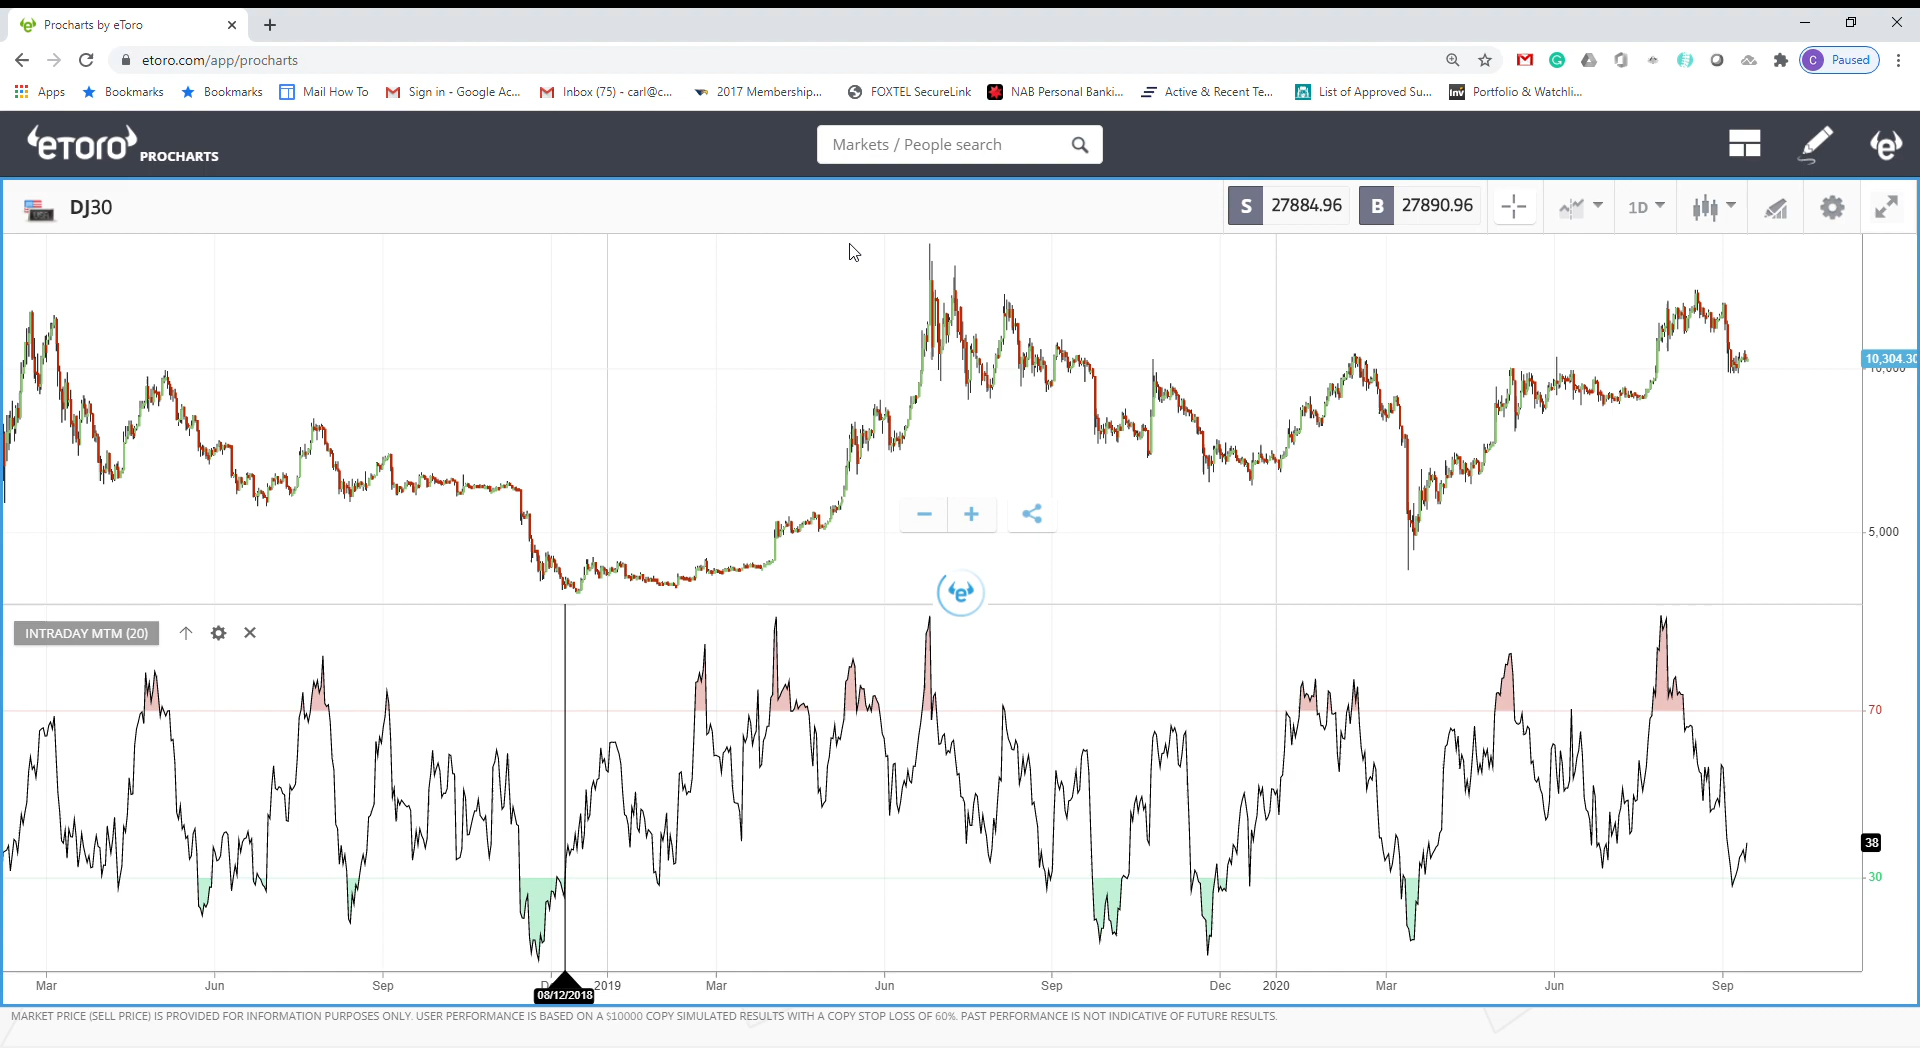 Procharts by eToro
etoro.com/app/procharts
C Paused
Apps Bookmarks Bookmarks Mail How To Sign in - Google Ac... Inbox (75) - carl@c... 2017 Membership... FOXTEL SecureLink NAB Personal Banki... Active & Recent Te... List of Approved Su... Inv Portfolio & Watchli...
eToro PROCHARTS
Markets / People search
DJ30
S 27884.96 B 27890.96 1D
10,304.30
5,000
INTRADAY MTM (20)
70
38
30
Mar Jun Sep 2019 Mar Jun Sep Dec 2020 Mar Jun Sep
08/12/2018
MARKET PRICE (SELL PRICE) IS PROVIDED FOR INFORMATION PURPOSES ONLY. USER PERFORMANCE IS BASED ON A $10000 COPY SIMULATED RESULTS WITH A COPY STOP LOSS OF 60%. PAST PERFORMANCE IS NOT INDICATIVE OF FUTURE RESULTS.